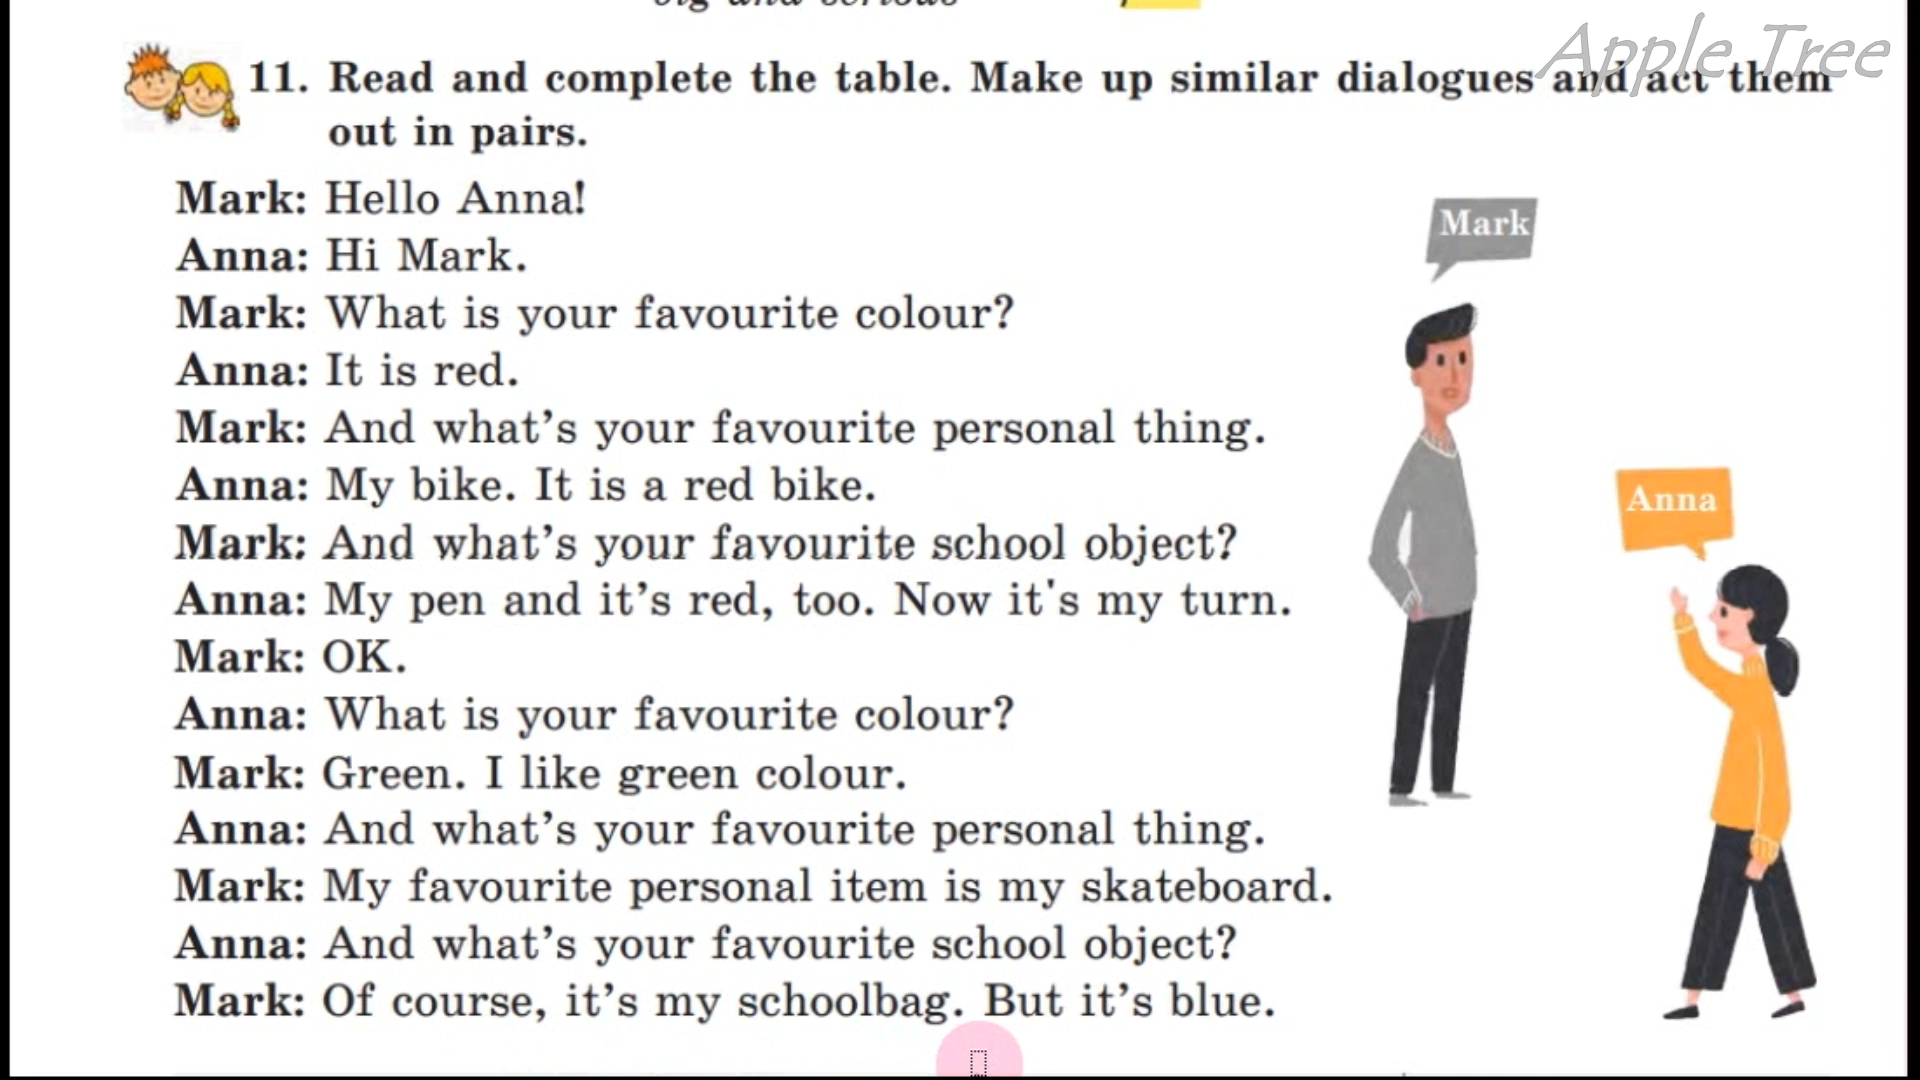 big and serious
Apple Tree
11. Read and complete the table. Make up similar dialogues and act them
out in pairs.
Mark: Hello Anna!
Anna: Hi Mark.
Mark: What is your favourite colour?
Anna: It is red.
Mark: And what’s your favourite personal thing.
Anna: My bike. It is a red bike.
Mark: And what’s your favourite school object?
Anna: My pen and it’s red, too. Now it's my turn.
Mark: OK.
Anna: What is your favourite colour?
Mark: Green. I like green colour.
Anna: And what’s your favourite personal thing.
Mark: My favourite personal item is my skateboard.
Anna: And what’s your favourite school object?
Mark: Of course, it’s my schoolbag. But it’s blue.
Mark
Anna